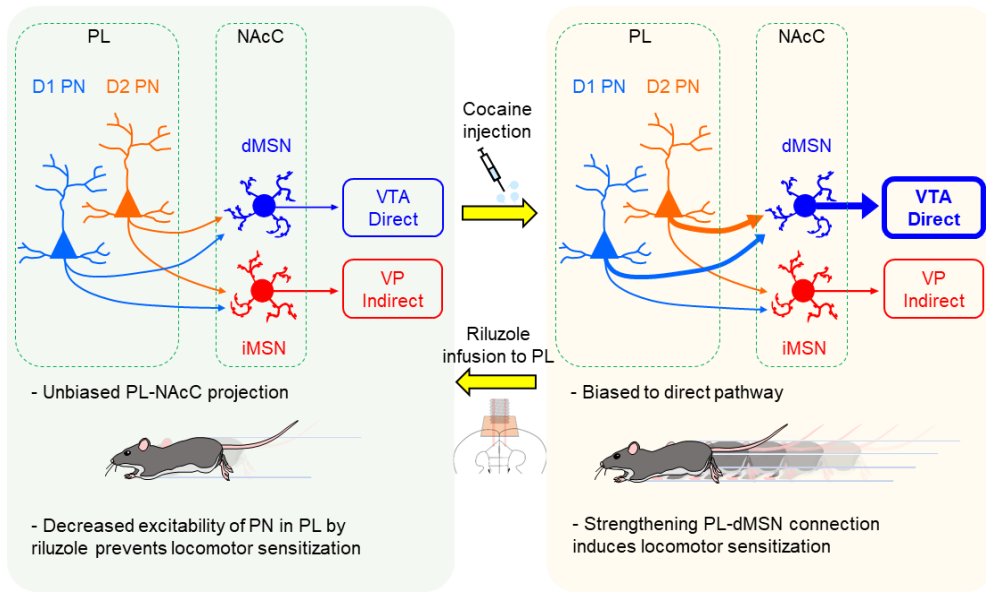 PL
NAcC
D1 PN
D2 PN
dMSN
VTA
Direct
VP
Indirect
iMSN
- Unbiased PL-NAcC projection
- Decreased excitability of PN in PL by
riluzole prevents locomotor sensitization
Cocaine
injection
Riluzole
infusion to PL
PL
NAcC
D1 PN
D2 PN
dMSN
VTA
Direct
VP
Indirect
iMSN
- Biased to direct pathway
- Strengthening PL-dMSN connection
induces locomotor sensitization